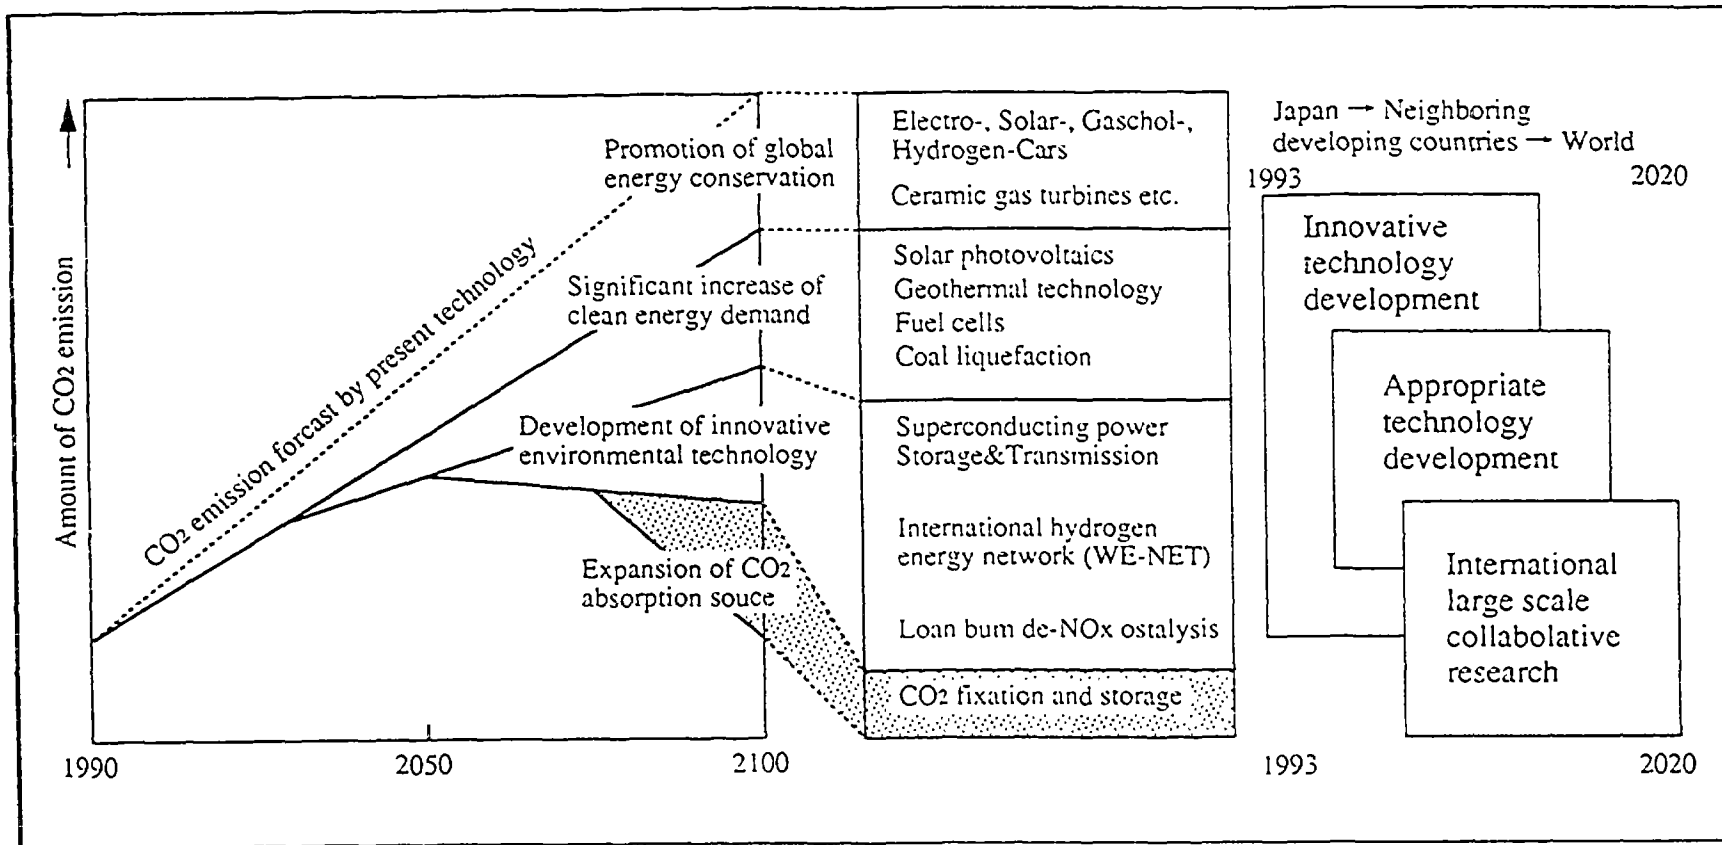 Amount of CO2 emission
CO2 emission forcast by present technology
Promotion of global
energy conservation
Significant increase of
clean energy demand
Development of innovative
environmental technology
Expansion of CO2
absorption souce
1990
2050
2100
Electro-, Solar-, Gaschol-,
Hydrogen-Cars
Ceramic gas turbines etc.
Solar photovoltaics
Geothermal technology
Fuel cells
Coal liquefaction
Superconducting power
Storage&Transmission
International hydrogen
energy network (WE-NET)
Loan bum de-NOx ostalysis
CO2 fixation and storage
Japan → Neighboring
developing countries → World
1993
2020
Innovative
technology
development
Appropriate
technology
development
International
large scale
collabolative
research
1993
2020